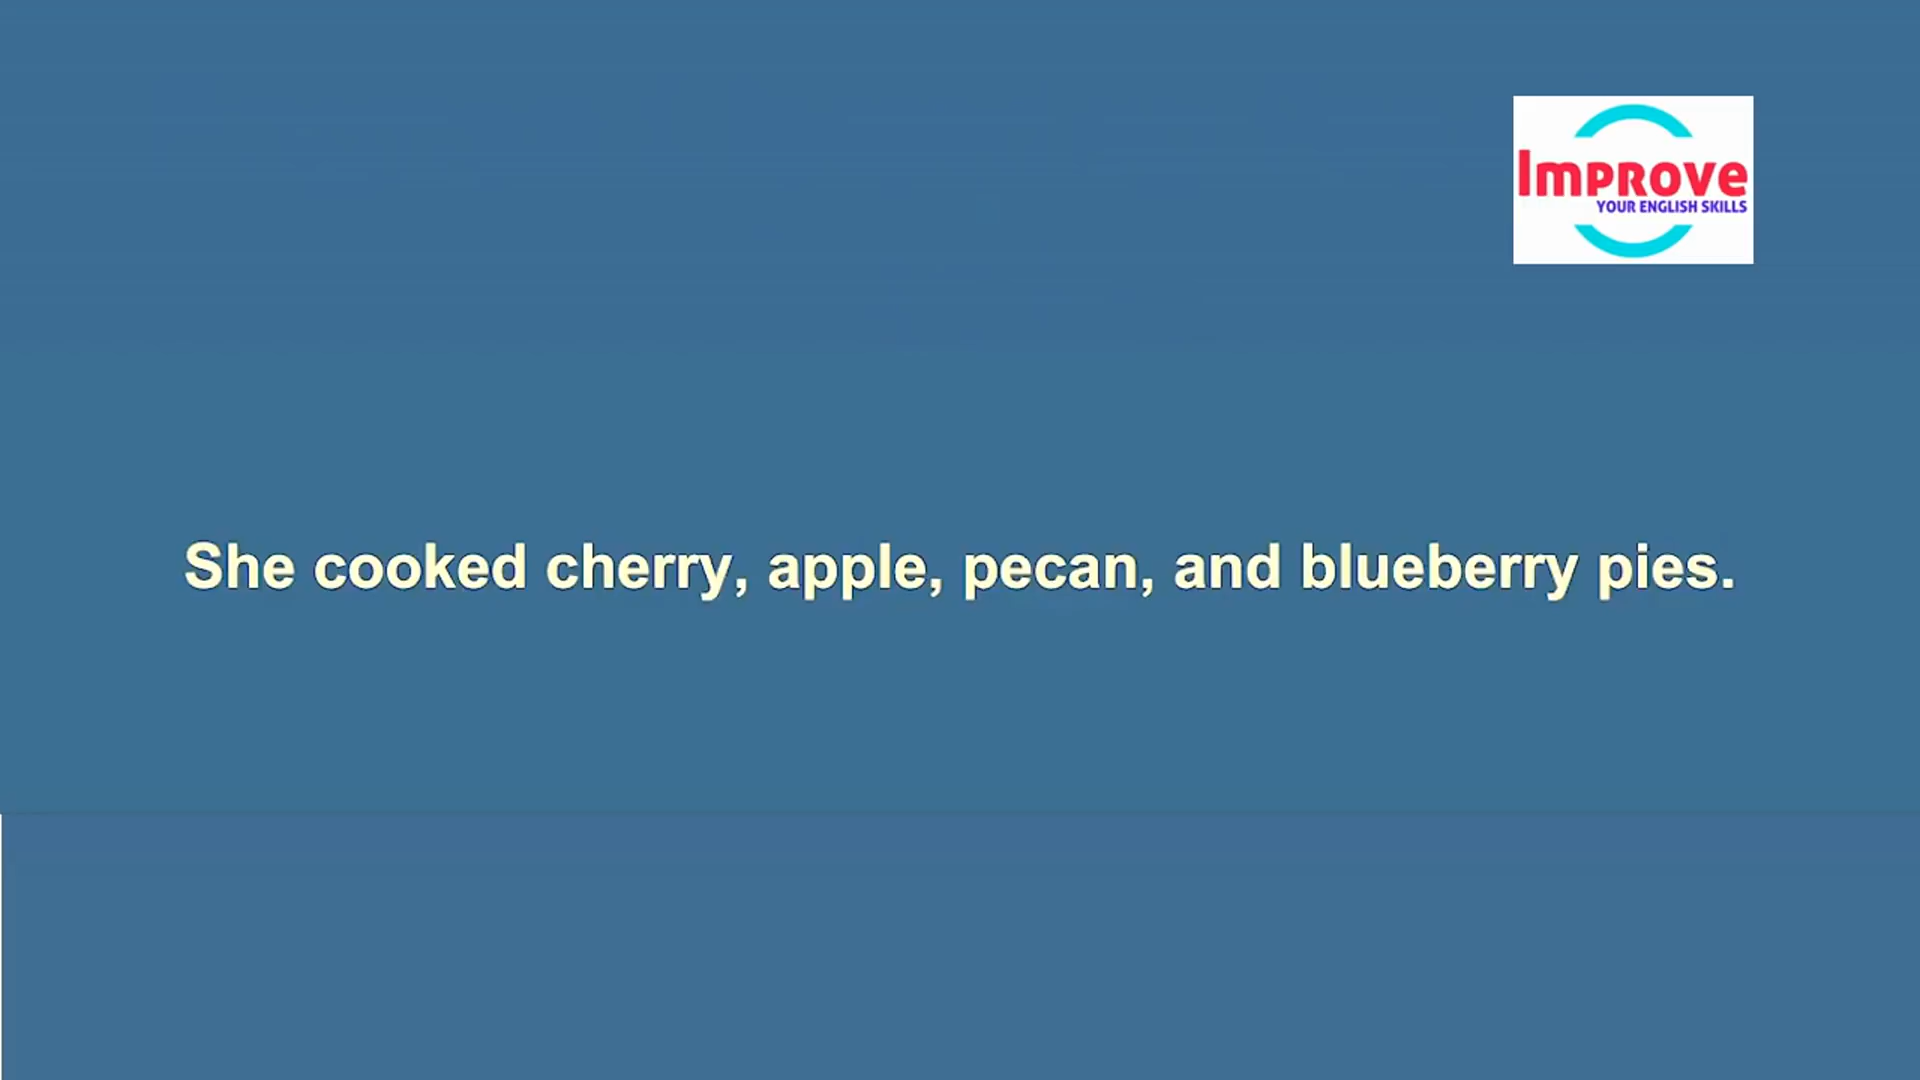 Improve
YOUR ENGLISH SKILLS
She cooked cherry, apple, pecan, and blueberry pies.